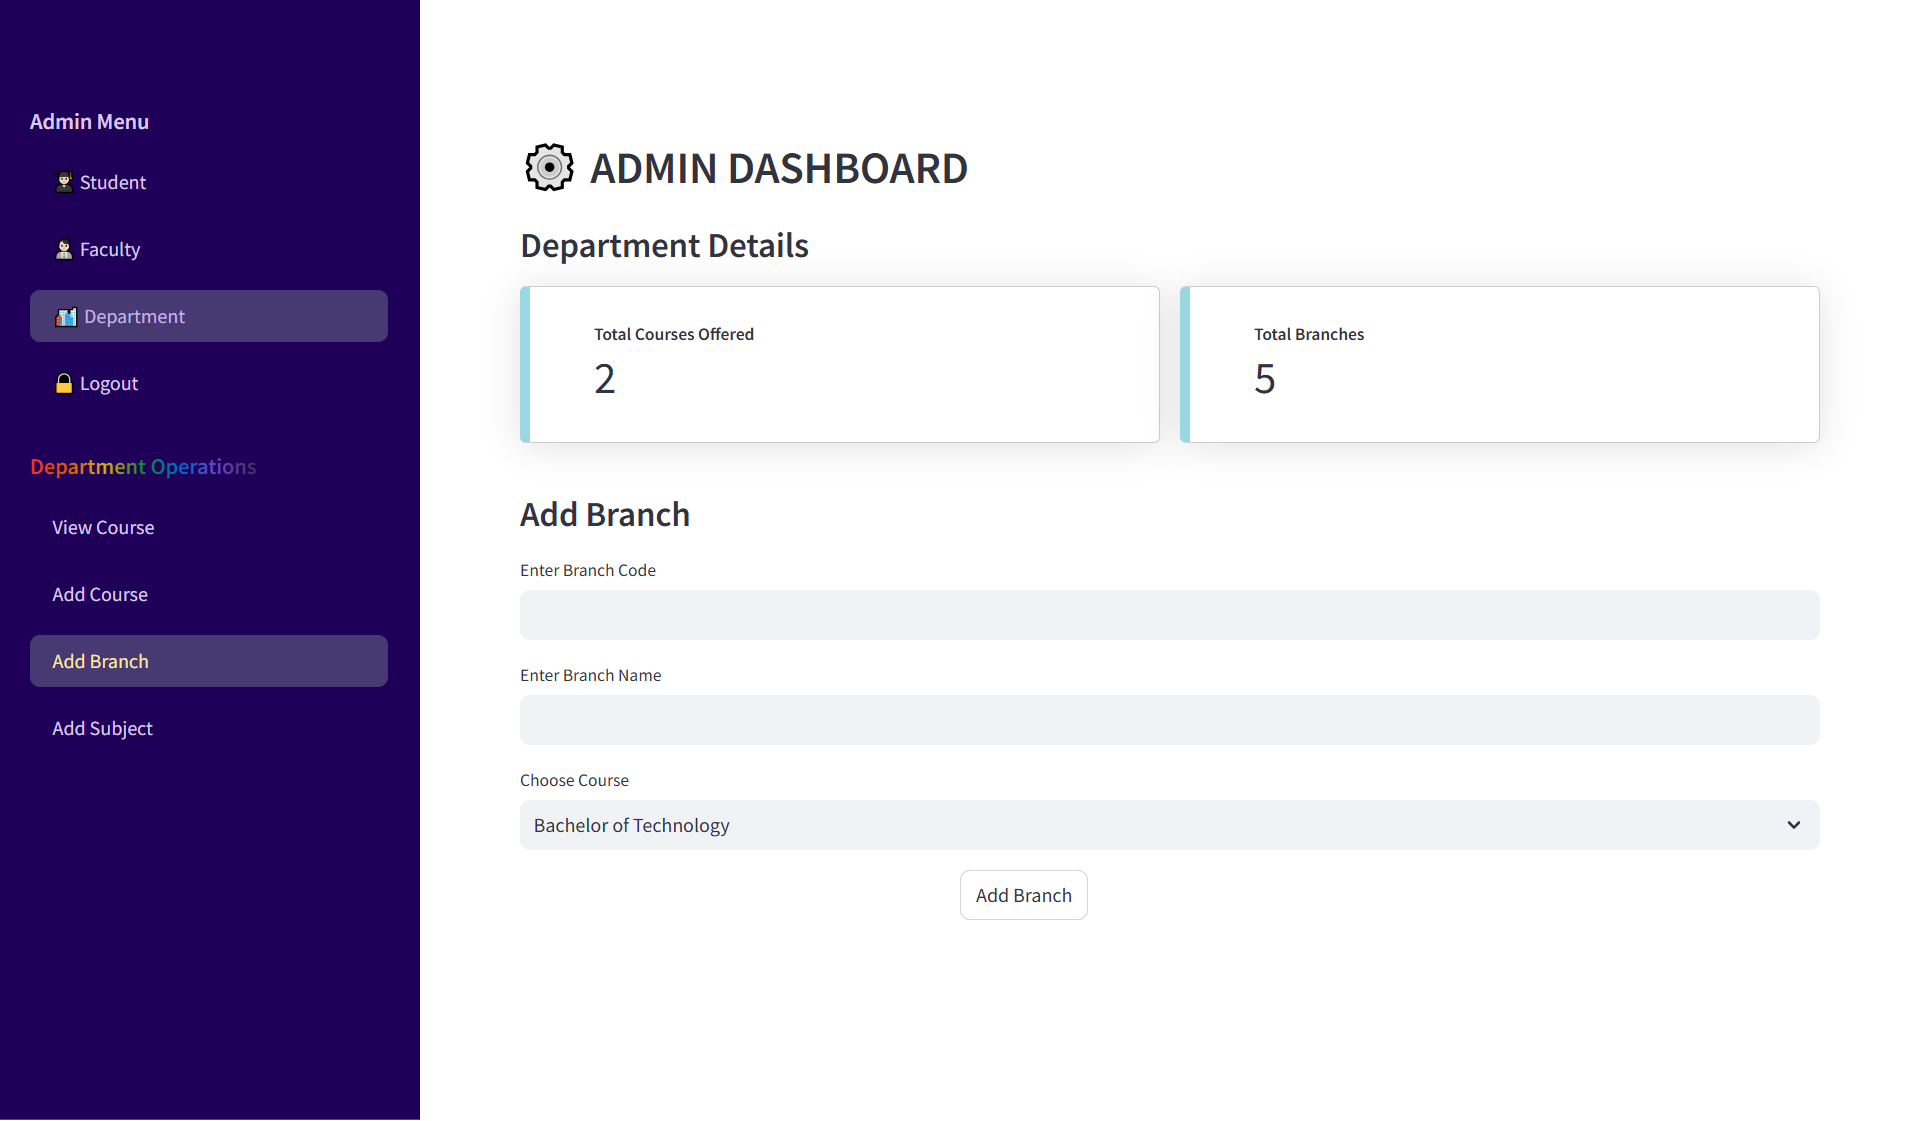 Admin Menu
Student
Faculty
Department
Logout
Department Operations
View Course
Add Course
Add Branch
Add Subject
ADMIN DASHBOARD
Department Details
Total Courses Offered
2
Total Branches
5
Add Branch
Enter Branch Code
Enter Branch Name
Choose Course
Bachelor of Technology
Add Branch